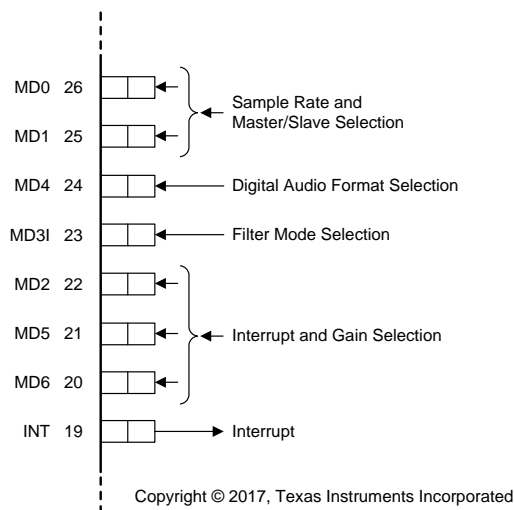 MD0 26
MD1 25
Sample Rate and
Master/Slave Selection
MD4 24 Digital Audio Format Selection
MD3I 23 Filter Mode Selection
MD2 22
MD5 21 Interrupt and Gain Selection
MD6 20
INT 19 Interrupt
Copyright © 2017, Texas Instruments Incorporated